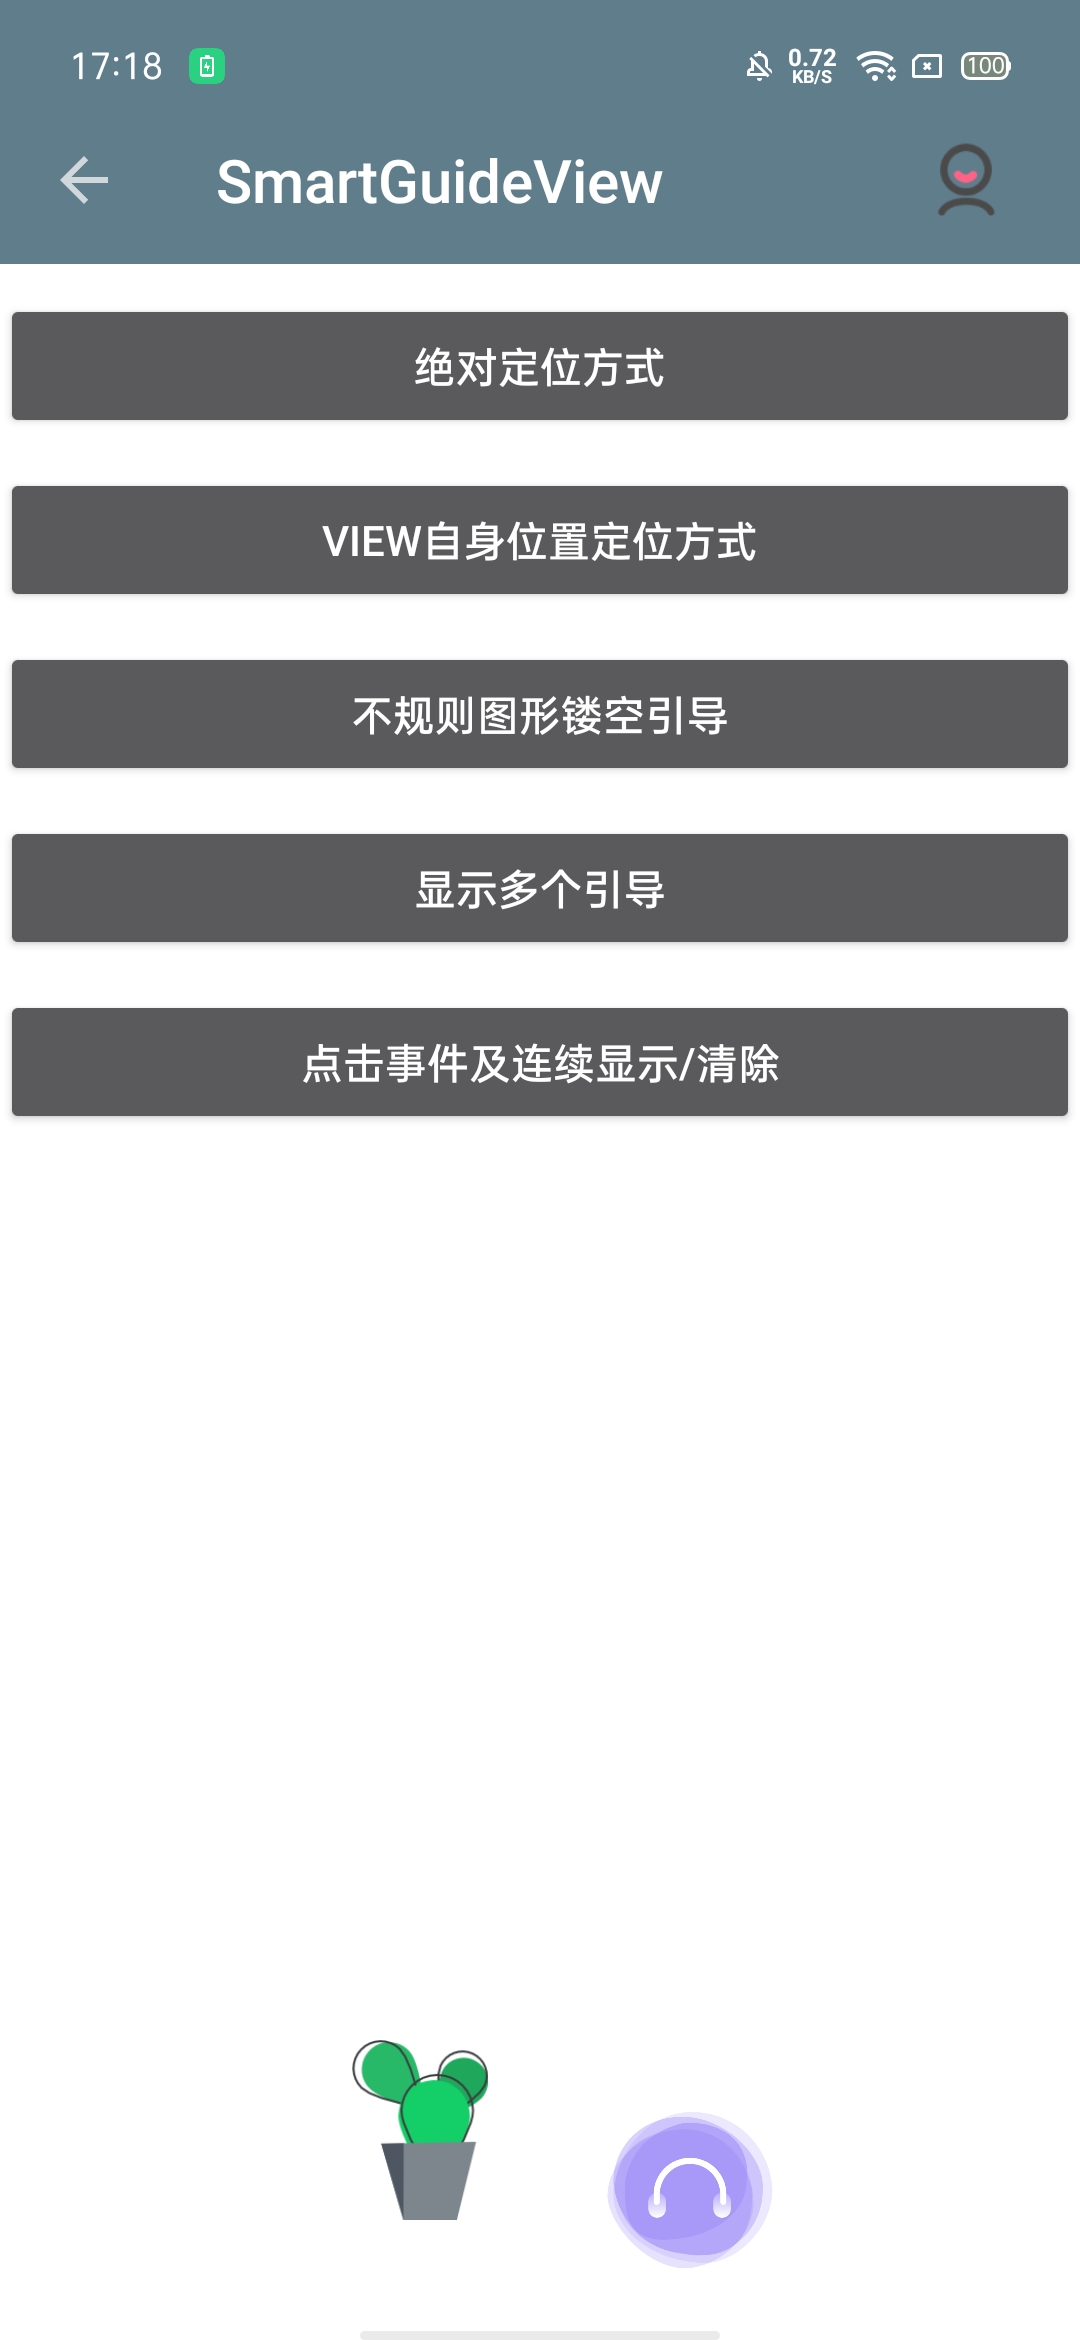 17:18
0.72
KB/S
100
SmartGuideView
绝对定位方式
VIEW自身位置定位方式
不规则图形镂空引导
显示多个引导
点击事件及连续显示/清除